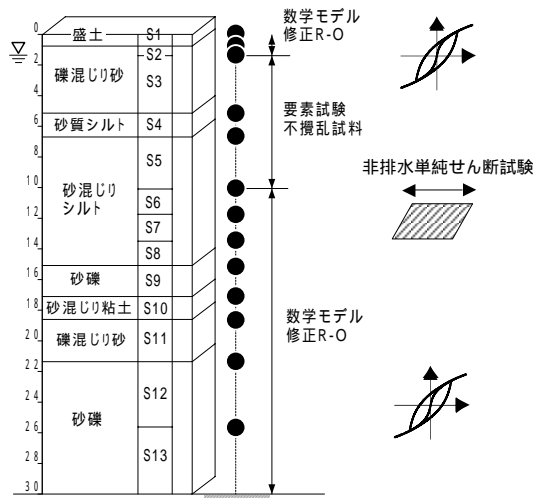 0
2
4
6
8
10
12
14
16
18
20
22
24
26
28
30
盛土
礫混じり砂
砂質シルト
砂混じり
シルト
砂礫
砂混じり粘土
礫混じり砂
砂礫
S1
S2
S3
S4
S5
S6
S7
S8
S9
S10
S11
S12
S13
数学モデル
修正R-O
要素試験
不攪乱試料
数学モデル
修正R-O
非排水単純せん断試験